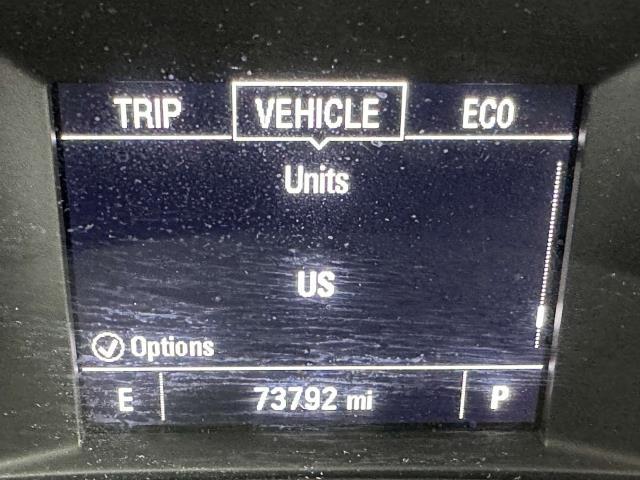 TRIP VEHICLE ECO
Units
US
Options
E 73792 mi P